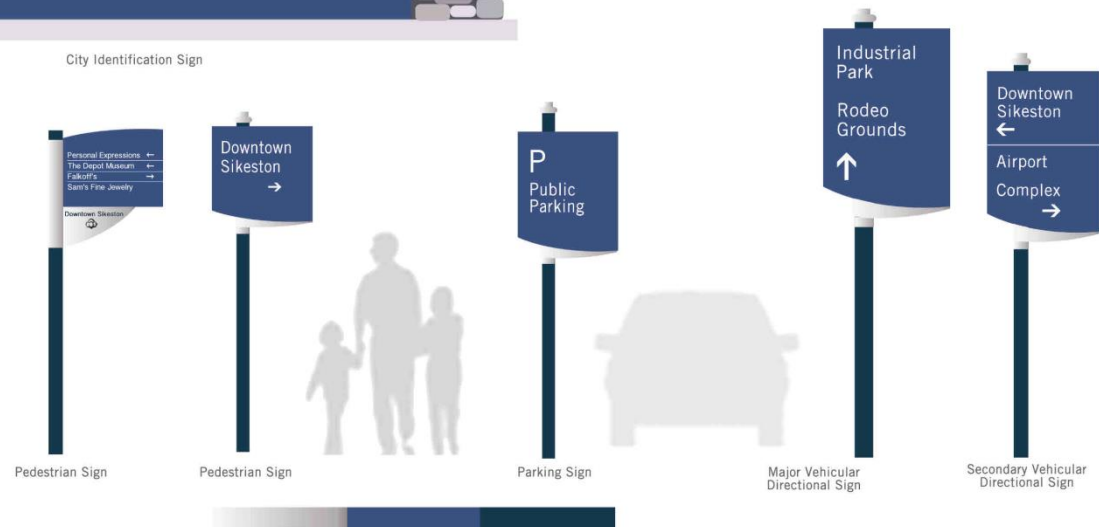 City Identification Sign
Personal Expressions ←
The Depot Museum ←
Falkoff's →
Sam's Fine Jewelry
Downtown Sikeston
Downtown
Sikeston
→
P
Public
Parking
Industrial
Park
Rodeo
Grounds
↑
Downtown
Sikeston
←
Airport
Complex
→
Pedestrian Sign
Pedestrian Sign
Parking Sign
Major Vehicular
Directional Sign
Secondary Vehicular
Directional Sign